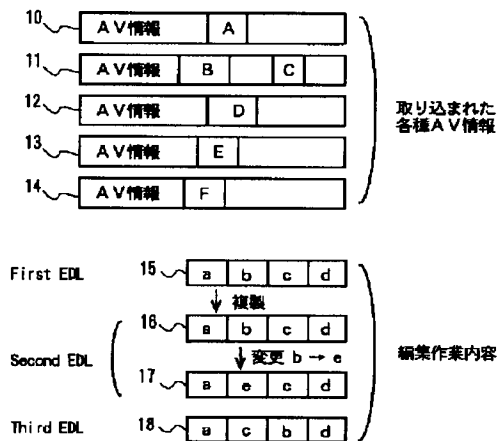 10 AV情報 A
11 AV情報 B C
12 AV情報 D
13 AV情報 E
14 AV情報 F
取り込まれた
各種AV情報
First EDL 15 a b c d
複製
16 a b c d
Second EDL
変更 b → e
17 a e c d
Third EDL 18 a c b d
編集作業内容